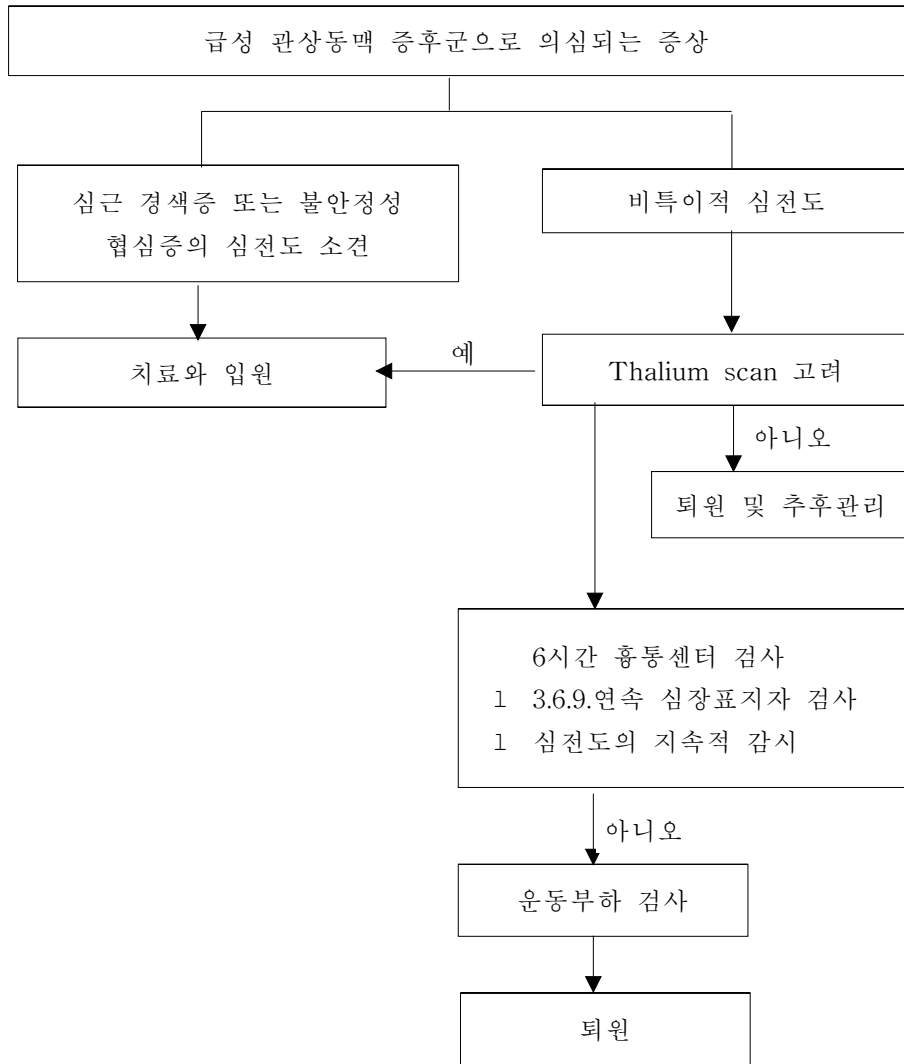 급성 관상동맥 증후군으로 의심되는 증상
심근 경색증 또는 불안정성
협심증의 심전도 소견
비특이적 심전도
치료와 입원
예
Thalium scan 고려
아니오
퇴원 및 추후관리
6시간 흉통센터 검사
l 3.6.9.연속 심장표지자 검사
l 심전도의 지속적 감시
아니오
운동부하 검사
퇴원